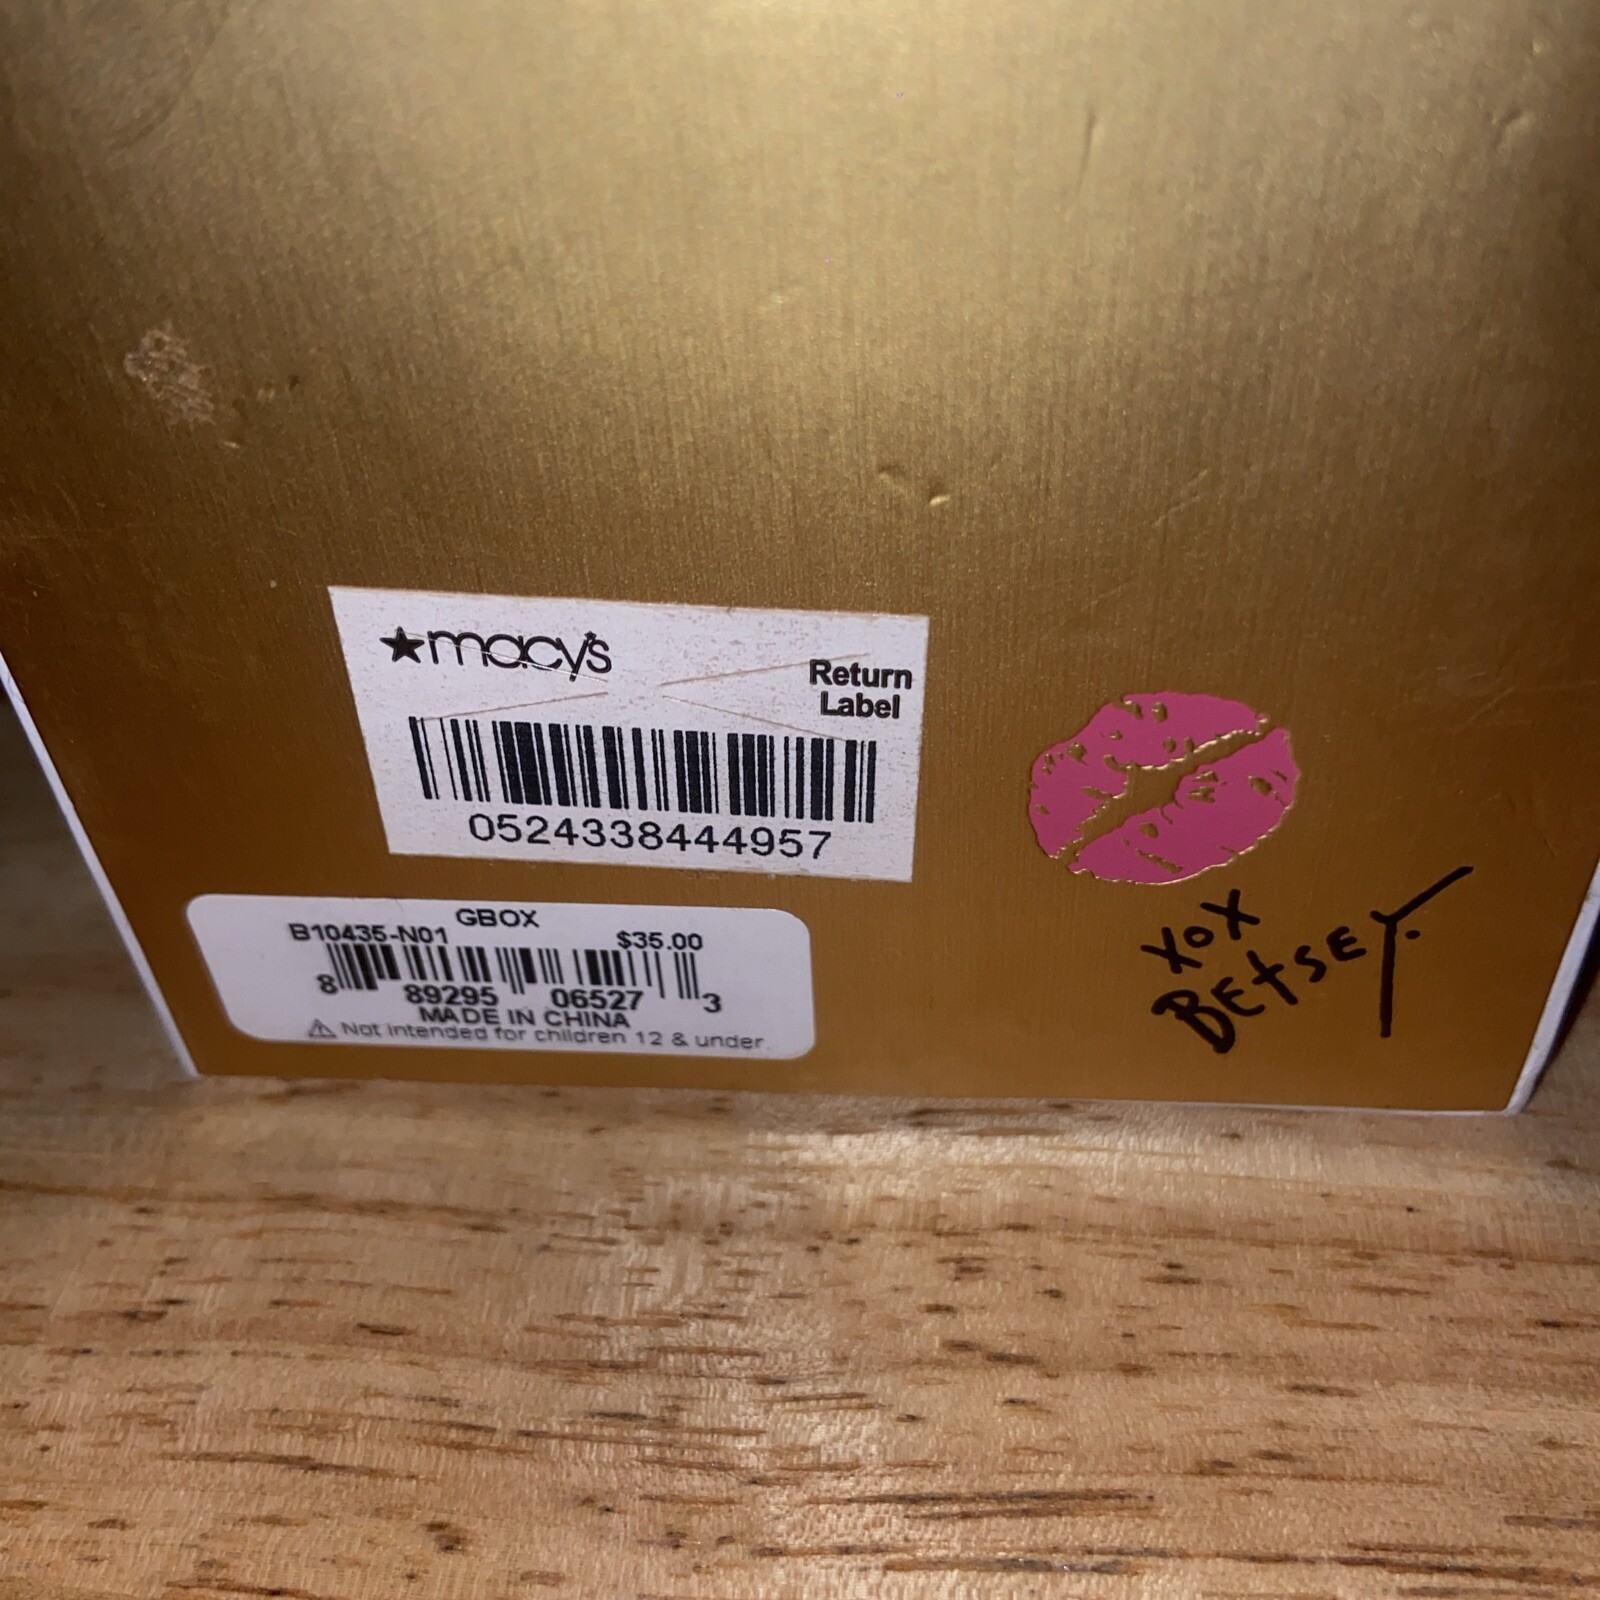 ★macy's
Return
Label
0524338444957
GBOX
B10435-N01 $35.00
8 89295 06527 3
MADE IN CHINA
⚠ Not intended for children 12 & under.
XOX
BETSEY.